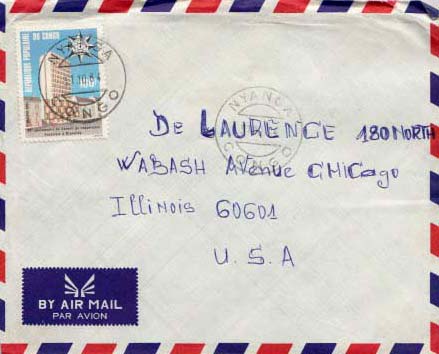 NYANGA
CONGO
REPUBLIQUE POPULAIRE DU CONGO
100F
NYANGA
CONGO
De LAURENCE 180 NORTH
WABASH Avenue CHICago
Illinois 60601
U.S.A
BY AIR MAIL
PAR AVION